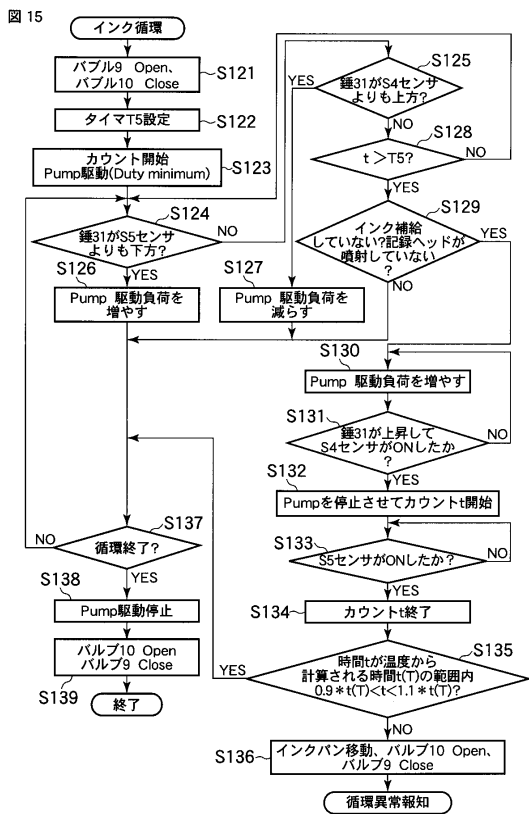 図 15
インク循環
バブル9 Open、
バブル10 Close
S121
タイマT5設定
S122
カウント開始
Pump駆動(Duty minimum)
S123
錘31がS5センサ
よりも下方?
S124
NO
YES
S126
Pump 駆動負荷を
増やす
S127
Pump 駆動負荷を
減らす
錘31がS4センサ
よりも上方?
S125
YES
NO
S128
t>T5?
NO
YES
S129
インク補給
していない?記録ヘッドが
噴射していない
?
YES
NO
S130
Pump 駆動負荷を増やす
S131
錘31が上昇して
S4センサがONしたか
?
NO
YES
S132
Pumpを停止させてカウントt開始
S133
S5センサがONしたか?
NO
YES
S134
カウントt終了
S135
時間tが温度から
計算される時間t(T)の範囲内
0.9*t(T)<t<1.1*t(T)?
YES
NO
S136
インクパン移動、バルブ10 Open、
バルブ9 Close
循環異常報知
S137
循環終了?
NO
YES
S138
Pump駆動停止
バルブ10 Open
バルブ9 Close
S139
終了